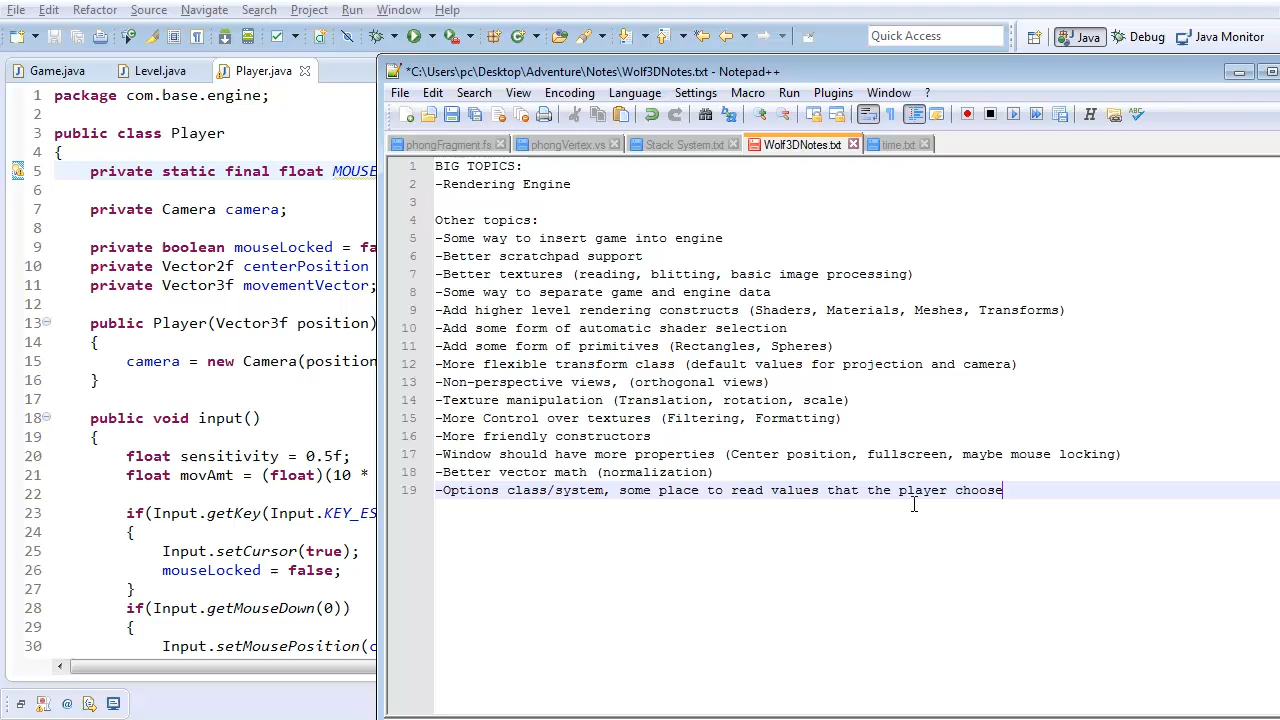 File Edit Refactor Source Navigate Search Project Run Window Help
Quick Access Java Debug Java Monitor
Game.java Level.java Player.java
1 package com.base.engine;
2
3 public class Player
4 {
5 private static final float MOUSE
6
7 private Camera camera;
8
9 private boolean mouseLocked = fa
10 private Vector2f centerPosition
11 private Vector3f movementVector;
12
13 public Player(Vector3f position)
14 {
15 camera = new Camera(position
16 }
17
18 public void input()
19 {
20 float sensitivity = 0.5f;
21 float movAmt = (float)(10 *
22
23 if(Input.getKey(Input.KEY_ES
24 {
25 Input.setCursor(true);
26 mouseLocked = false;
27 }
28 if(Input.getMouseDown(0))
29 {
30 Input.setMousePosition(c
*C:\Users\pc\Desktop\Adventure\Notes\Wolf3DNotes.txt - Notepad++
File Edit Search View Encoding Language Settings Macro Run Plugins Window ?
phongFragment.fs phongVertex.vs Stack System.txt Wolf3DNotes.txt time.txt
1 BIG TOPICS:
2 -Rendering Engine
3
4 Other topics:
5 -Some way to insert game into engine
6 -Better scratchpad support
7 -Better textures (reading, blitting, basic image processing)
8 -Some way to separate game and engine data
9 -Add higher level rendering constructs (Shaders, Materials, Meshes, Transforms)
10 -Add some form of automatic shader selection
11 -Add some form of primitives (Rectangles, Spheres)
12 -More flexible transform class (default values for projection and camera)
13 -Non-perspective views, (orthogonal views)
14 -Texture manipulation (Translation, rotation, scale)
15 -More Control over textures (Filtering, Formatting)
16 -More friendly constructors
17 -Window should have more properties (Center position, fullscreen, maybe mouse locking)
18 -Better vector math (normalization)
19 -Options class/system, some place to read values that the player choose